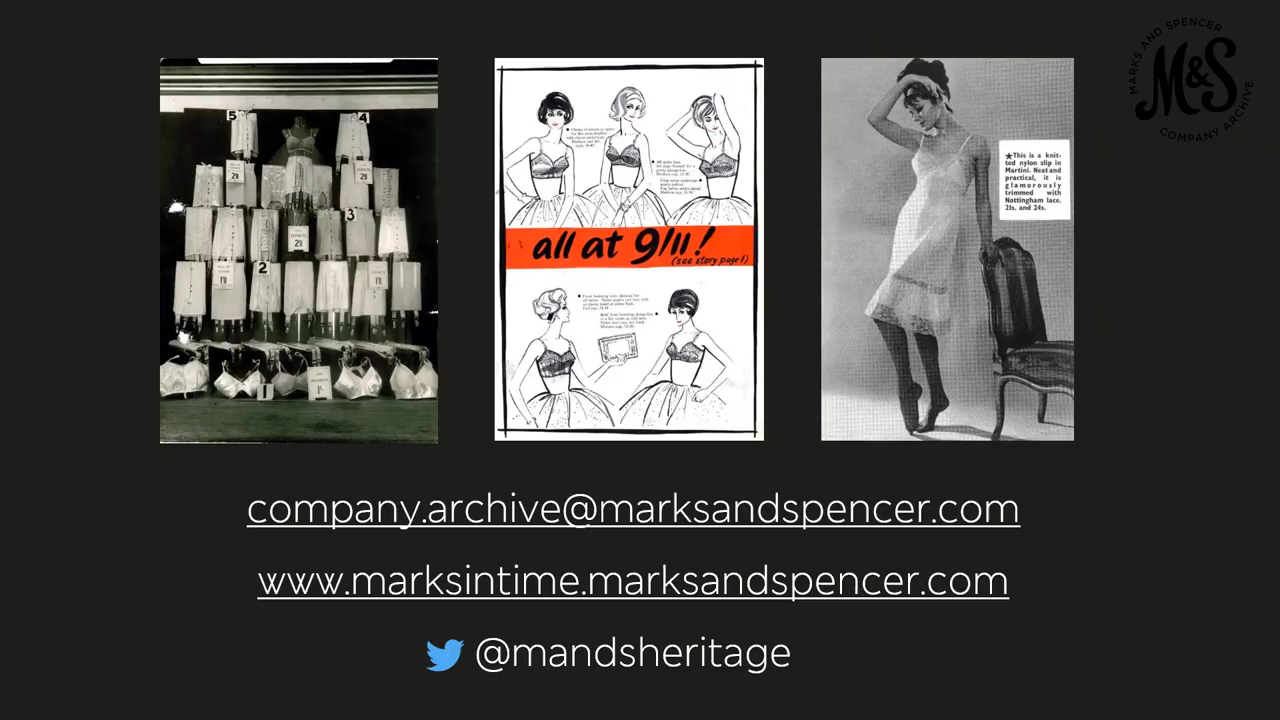 MARKS AND SPENCER
M&S
COMPANY ARCHIVE
5
4
3
2
1
all at 9/11!
(see story page 1)
★This is a knit-
ted nylon slip in
Martini. Neat and
practical, it is
glamorously
trimmed with
Nottingham lace.
21s. and 24s.
company.archive@marksandspencer.com
www.marksintime.marksandspencer.com
@mandsheritage